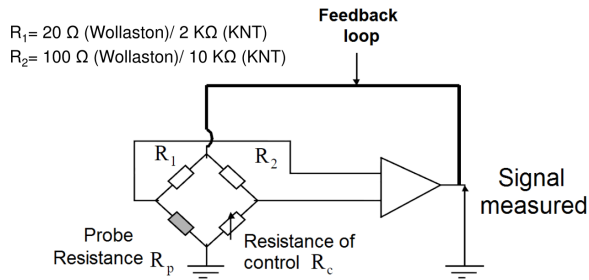 Feedback
loop
R₁= 20 Ω (Wollaston)/ 2 KΩ (KNT)
R₂= 100 Ω (Wollaston)/ 10 KΩ (KNT)
R₁
R₂
Signal
measured
Probe
Resistance Rₚ
Resistance of
control R꜀